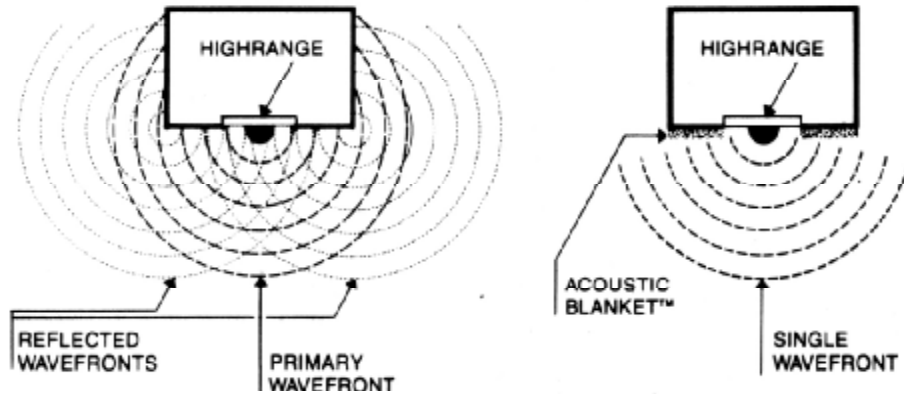 HIGHRANGE
REFLECTED
WAVEFRONTS
PRIMARY
WAVEFRONT
HIGHRANGE
ACOUSTIC
BLANKET™
SINGLE
WAVEFRONT